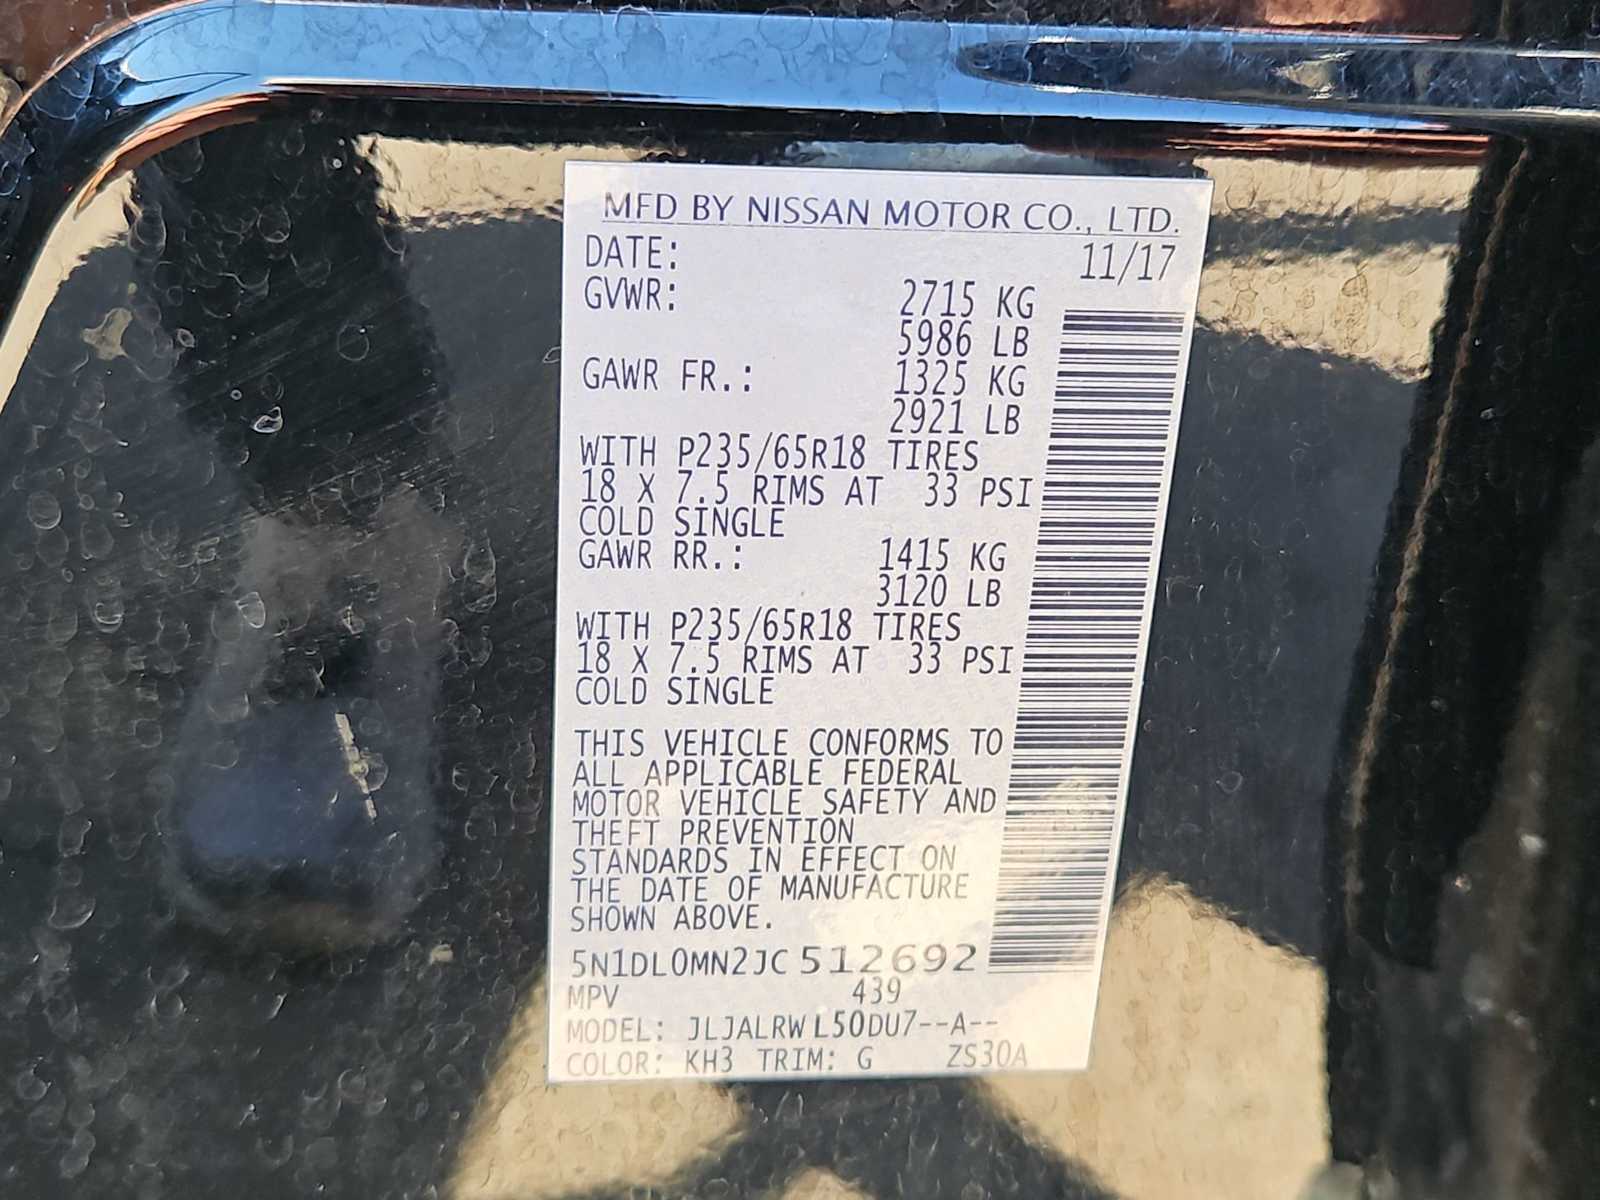 MFD BY NISSAN MOTOR CO., LTD.
DATE: 11/17
GVWR: 2715 KG
5986 LB
GAWR FR.: 1325 KG
2921 LB
WITH P235/65R18 TIRES
18 X 7.5 RIMS AT 33 PSI
COLD SINGLE
GAWR RR.: 1415 KG
3120 LB
WITH P235/65R18 TIRES
18 X 7.5 RIMS AT 33 PSI
COLD SINGLE
THIS VEHICLE CONFORMS TO
ALL APPLICABLE FEDERAL
MOTOR VEHICLE SAFETY AND
THEFT PREVENTION
STANDARDS IN EFFECT ON
THE DATE OF MANUFACTURE
SHOWN ABOVE.
5N1DL0MN2JC512692
MPV 439
MODEL: JLJALRWL50DU7--A--
COLOR: KH3 TRIM: G ZS30A